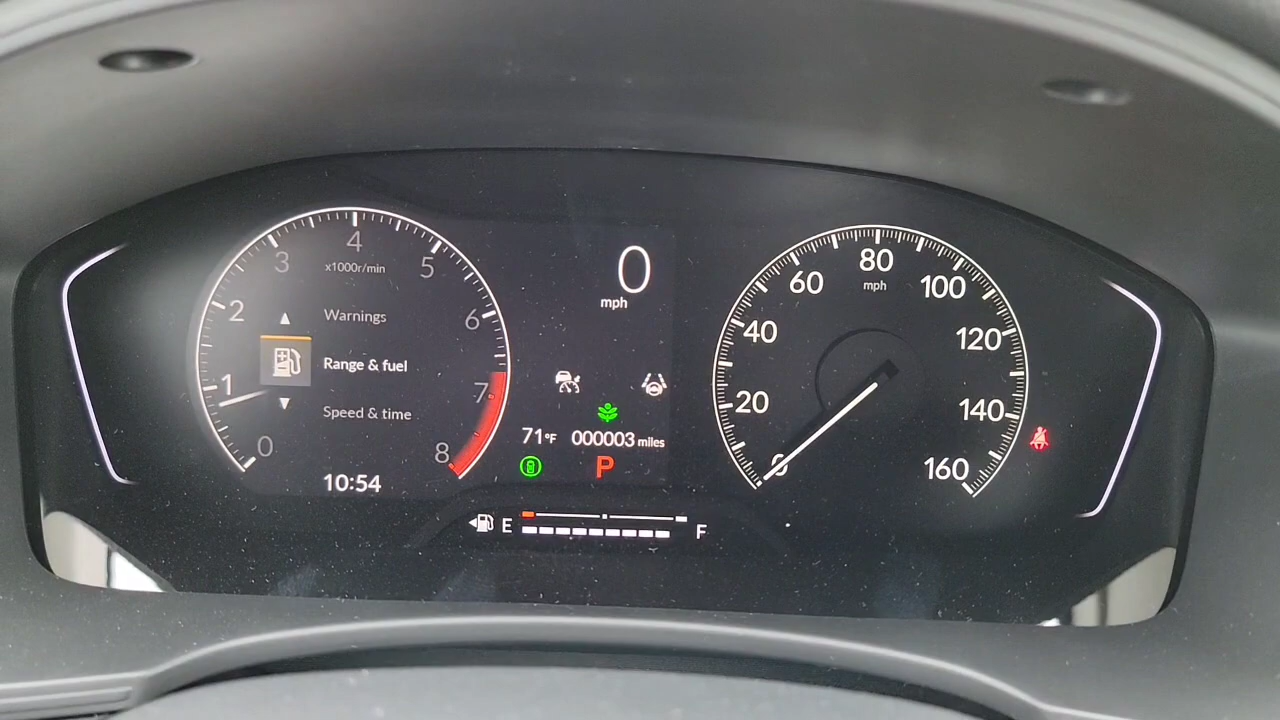 4
3
x1000r/min
5
2
Warnings
6
1
Range & fuel
7
Speed & time
0
8
10:54
0
mph
71°F
000003 miles
P
E
F
80
mph
60
100
40
120
20
140
0
160